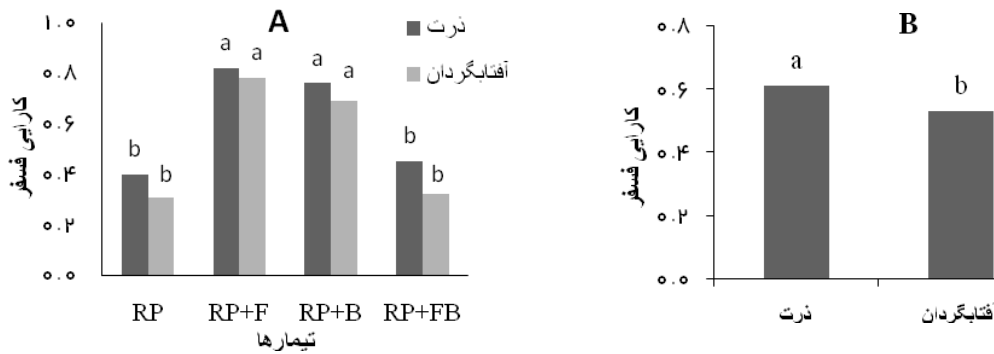 A
ذرت
آفتابگردان
کارایی فسفر
۱.۰
۰.۸
۰.۶
۰.۴
۰.۲
۰.۰
b b a a a a b b
RP RP+F RP+B RP+FB
تیمارها
B
کارایی فسفر
۰.۸
۰.۶
۰.۴
۰.۲
۰.۰
a b
ذرت آفتابگردان